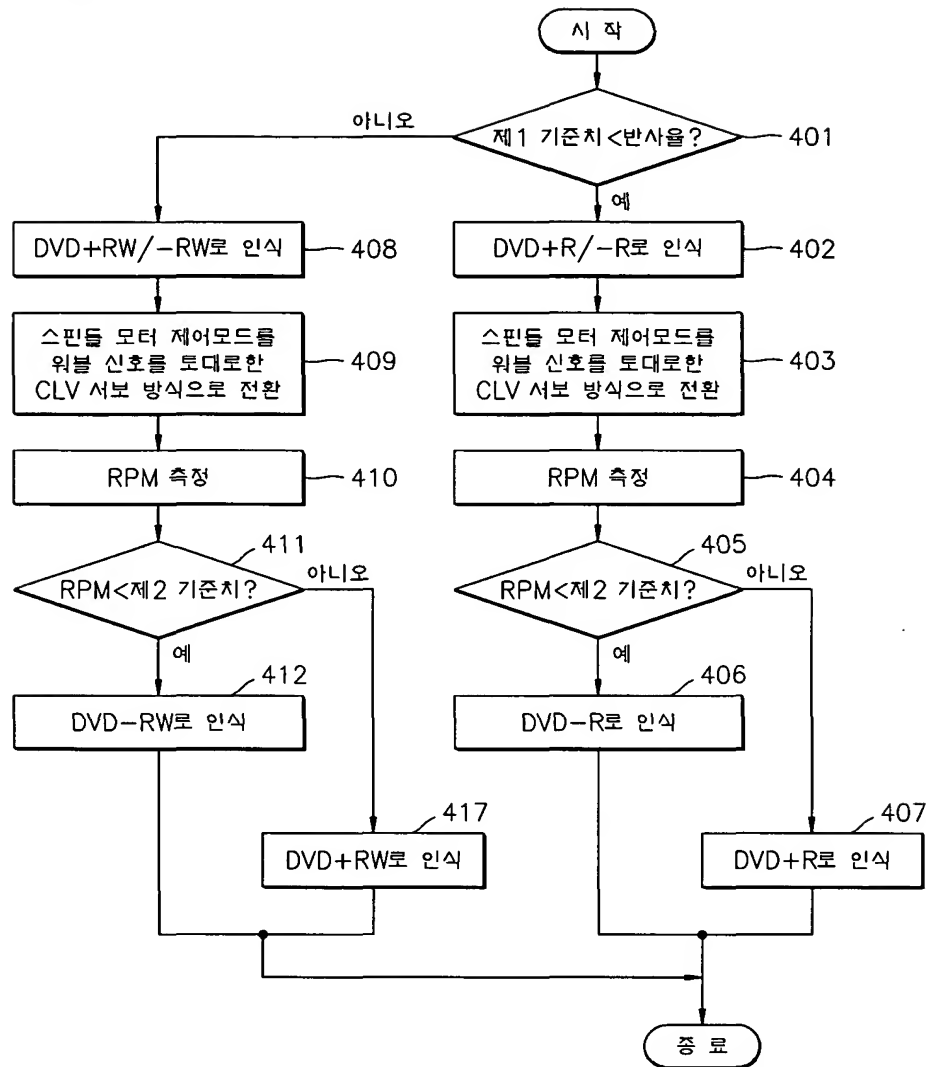 시 작
제1 기준치<반사율?
401
아니오
예
DVD+RW/-RW로 인식
408
DVD+R/-R로 인식
402
스핀들 모터 제어모드를
워블 신호를 토대로한
CLV 서보 방식으로 전환
409
스핀들 모터 제어모드를
워블 신호를 토대로한
CLV 서보 방식으로 전환
403
RPM 측정
410
RPM 측정
404
411
RPM<제2 기준치?
아니오
예
405
RPM<제2 기준치?
아니오
예
412
DVD-RW로 인식
406
DVD-R로 인식
417
DVD+RW로 인식
407
DVD+R로 인식
종 료